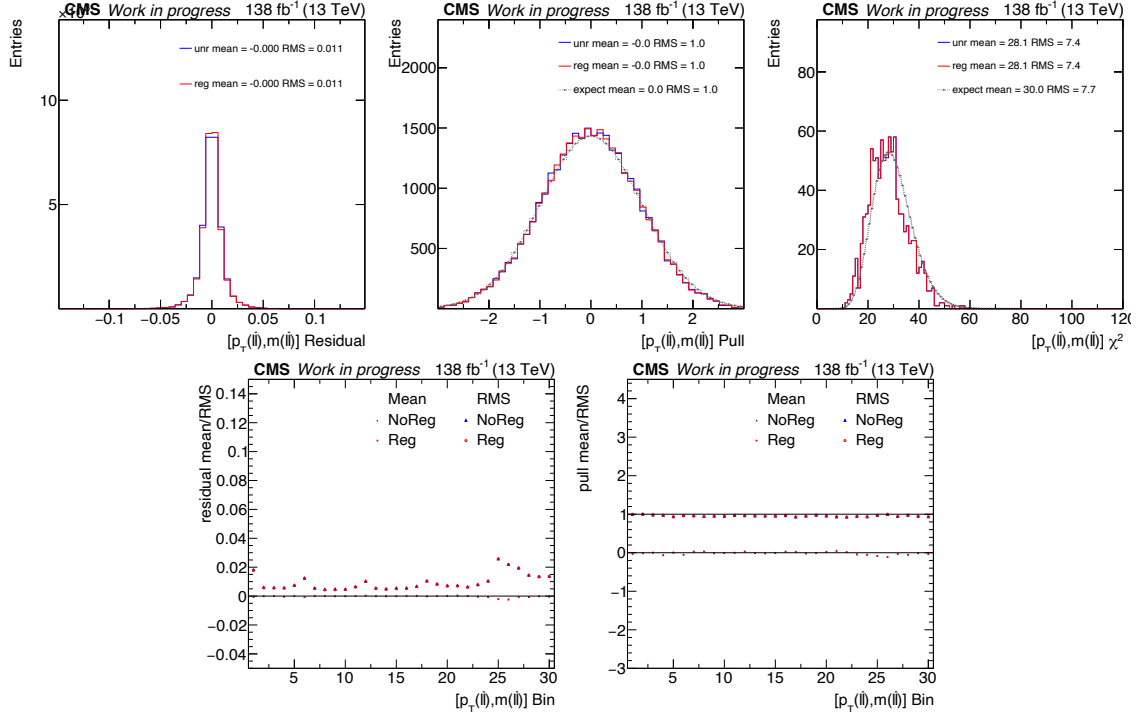 CMS Work in progress 138 fb⁻¹ (13 TeV)
Entries
unr mean = -0.000 RMS = 0.011
reg mean = -0.000 RMS = 0.011
10
5
−0.1 −0.05 0 0.05 0.1
[p_T(ll),m(ll)] Residual
CMS Work in progress 138 fb⁻¹ (13 TeV)
Entries
unr mean = -0.0 RMS = 1.0
reg mean = -0.0 RMS = 1.0
expect mean = 0.0 RMS = 1.0
2000
1500
1000
500
−2 −1 0 1 2 3
[p_T(ll),m(ll)] Pull
CMS Work in progress 138 fb⁻¹ (13 TeV)
Entries
unr mean = 28.1 RMS = 7.4
reg mean = 28.1 RMS = 7.4
expect mean = 30.0 RMS = 7.7
80
60
40
20
0 20 40 60 80 100 120
[p_T(ll),m(ll)] χ²
CMS Work in progress 138 fb⁻¹ (13 TeV)
residual mean/RMS
Mean RMS
NoReg NoReg
Reg Reg
0.14
0.12
0.1
0.08
0.06
0.04
0.02
0
−0.02
−0.04
5 10 15 20 25 30
[p_T(ll),m(ll)] Bin
CMS Work in progress 138 fb⁻¹ (13 TeV)
pull mean/RMS
Mean RMS
NoReg NoReg
Reg Reg
4
3
2
1
0
−1
−2
−3
5 10 15 20 25 30
[p_T(ll),m(ll)] Bin